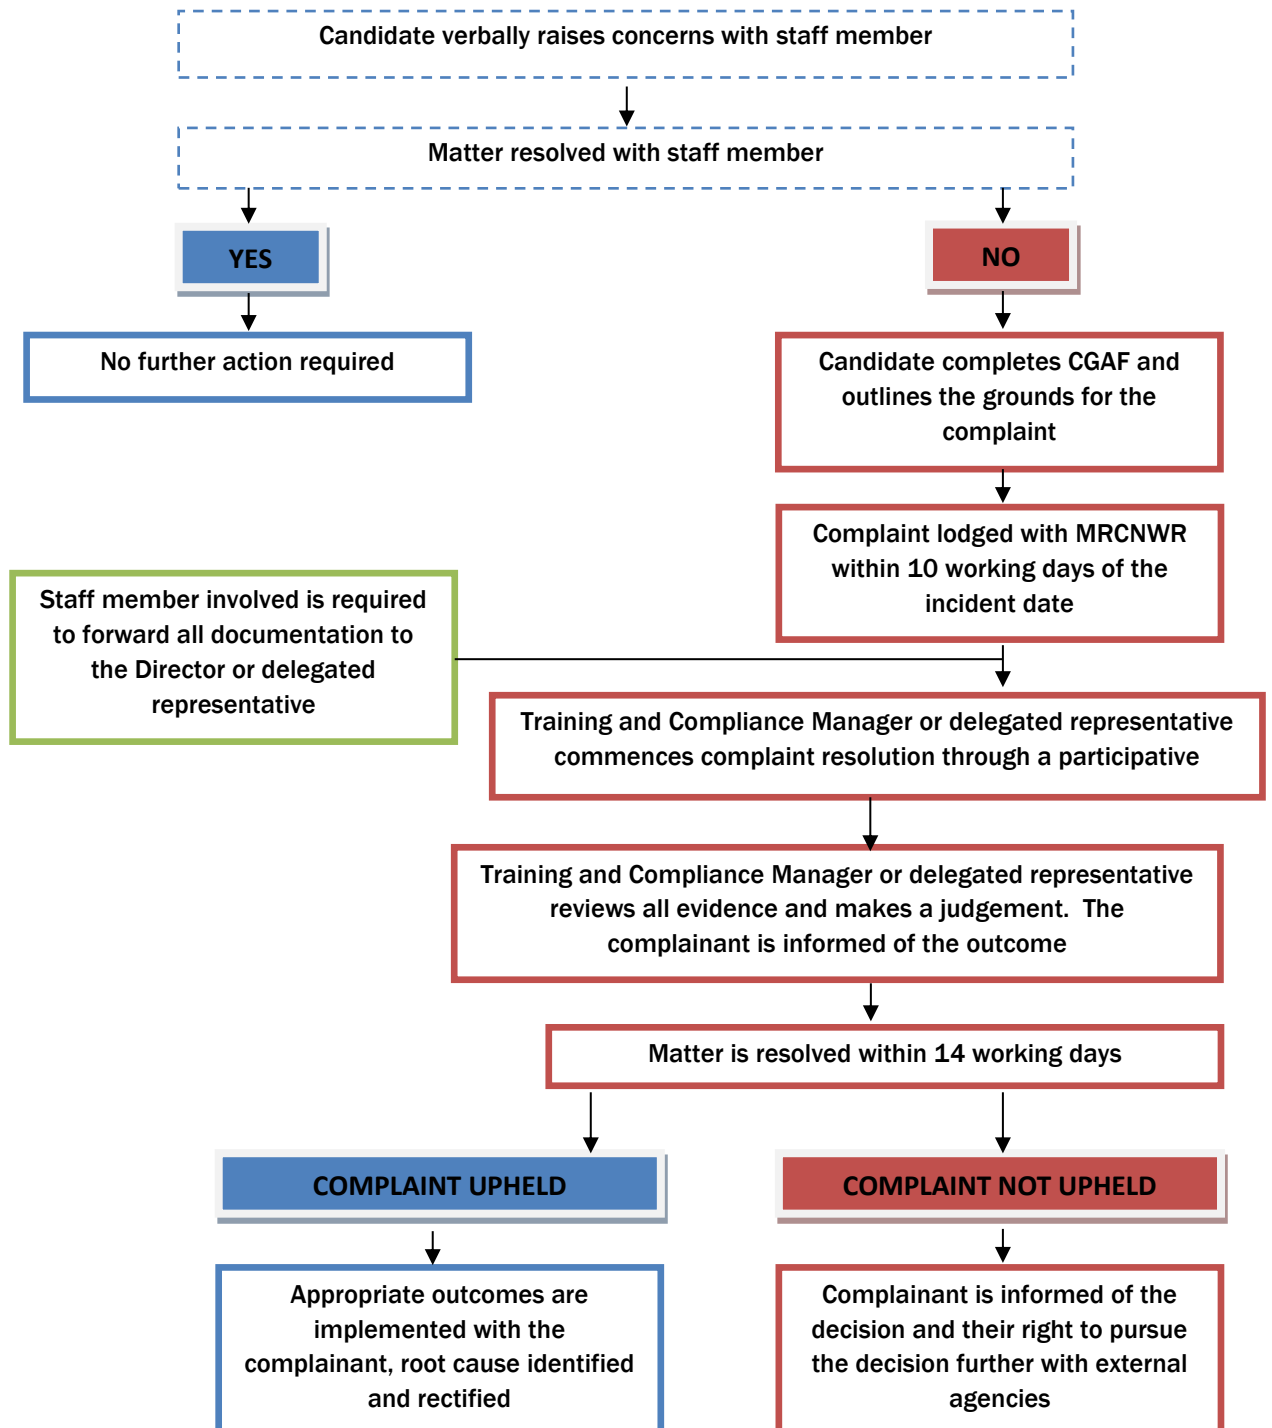 Candidate verbally raises concerns with staff member
Matter resolved with staff member
YES
NO
No further action required
Candidate completes CGAF and
outlines the grounds for the
complaint
Complaint lodged with MRCNWR
within 10 working days of the
incident date
Staff member involved is required
to forward all documentation to
the Director or delegated
representative
Training and Compliance Manager or delegated representative
commences complaint resolution through a participative
Training and Compliance Manager or delegated representative
reviews all evidence and makes a judgement.  The
complainant is informed of the outcome
Matter is resolved within 14 working days
COMPLAINT UPHELD
COMPLAINT NOT UPHELD
Appropriate outcomes are
implemented with the
complainant, root cause identified
and rectified
Complainant is informed of the
decision and their right to pursue
the decision further with external
agencies